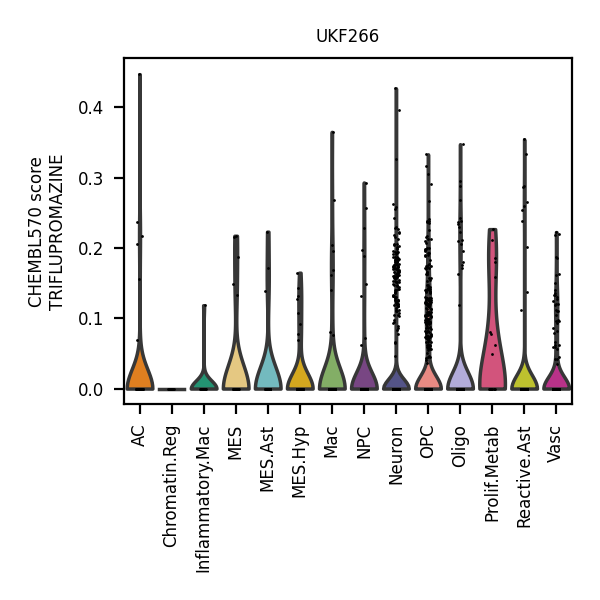 UKF266
CHEMBL570 score
TRIFLUPROMAZINE
0.4
0.3
0.2
0.1
0.0
AC
Chromatin.Reg
Inflammatory.Mac
MES
MES.Ast
MES.Hyp
Mac
NPC
Neuron
OPC
Oligo
Prolif.Metab
Reactive.Ast
Vasc